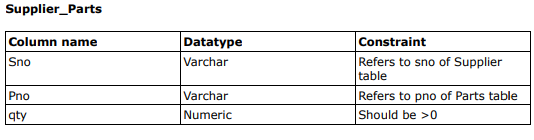 Supplier_Parts
Column name Datatype Constraint
Sno Varchar Refers to sno of Supplier
table
Pno Varchar Refers to pno of Parts table
qty Numeric Should be >0